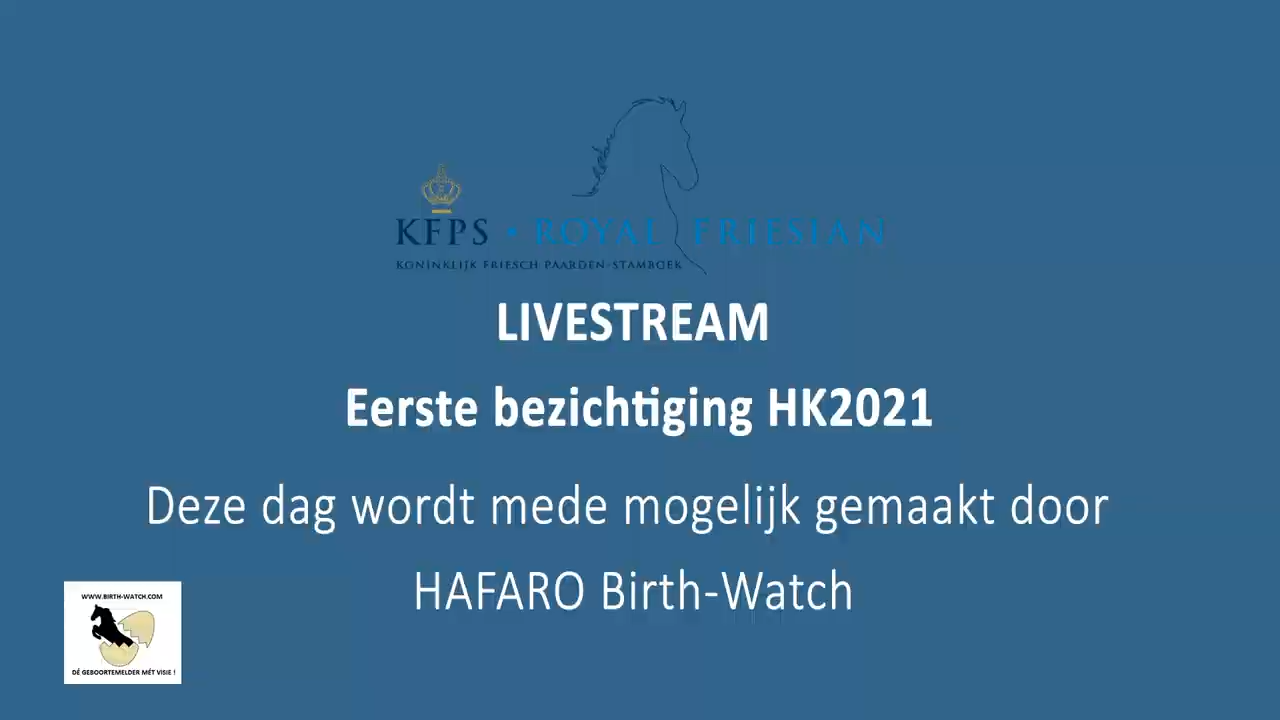 KFPS • ROYAL FRIESIAN
KONINKLIJK FRIESCH PAARDEN-STAMBOEK
LIVESTREAM
Eerste bezichtiging HK2021
Deze dag wordt mede mogelijk gemaakt door
HAFARO Birth-Watch
WWW.BIRTH-WATCH.COM
DÉ GEBOORTEMELDER MÉT VISIE !